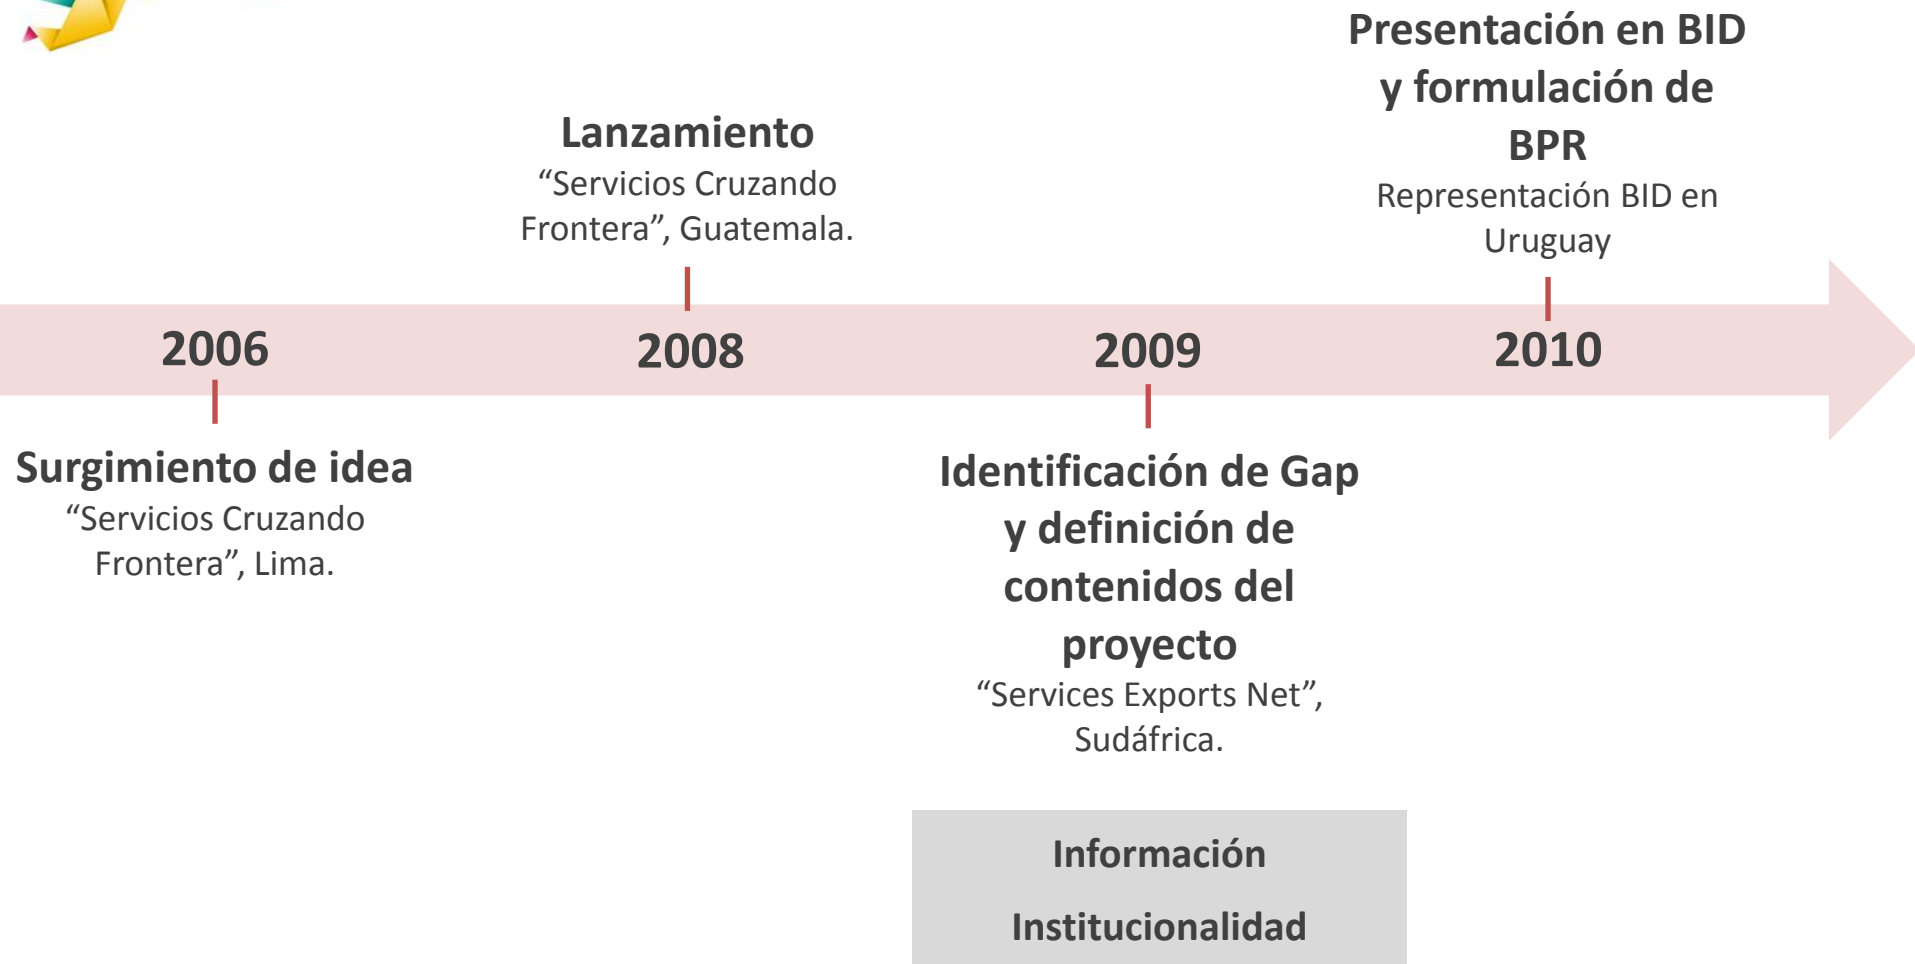 Presentación en BID
y formulación de
BPR
Representación BID en
Uruguay
Lanzamiento
“Servicios Cruzando
Frontera”, Guatemala.
2006
2008
2009
2010
Surgimiento de idea
“Servicios Cruzando
Frontera”, Lima.
Identificación de Gap
y definición de
contenidos del
proyecto
“Services Exports Net”,
Sudáfrica.
Información
Institucionalidad